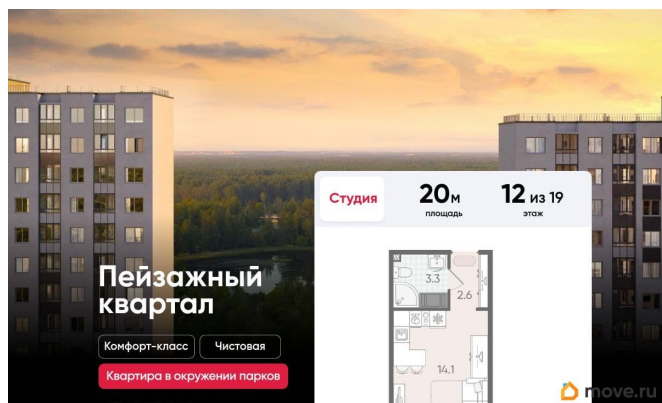 Студия
20м
площадь
12 из 19
этаж
3.3
2.6
14.1
Пейзажный
квартал
Комфорт-класс
Чистовая
Квартира в окружении парков
move.ru